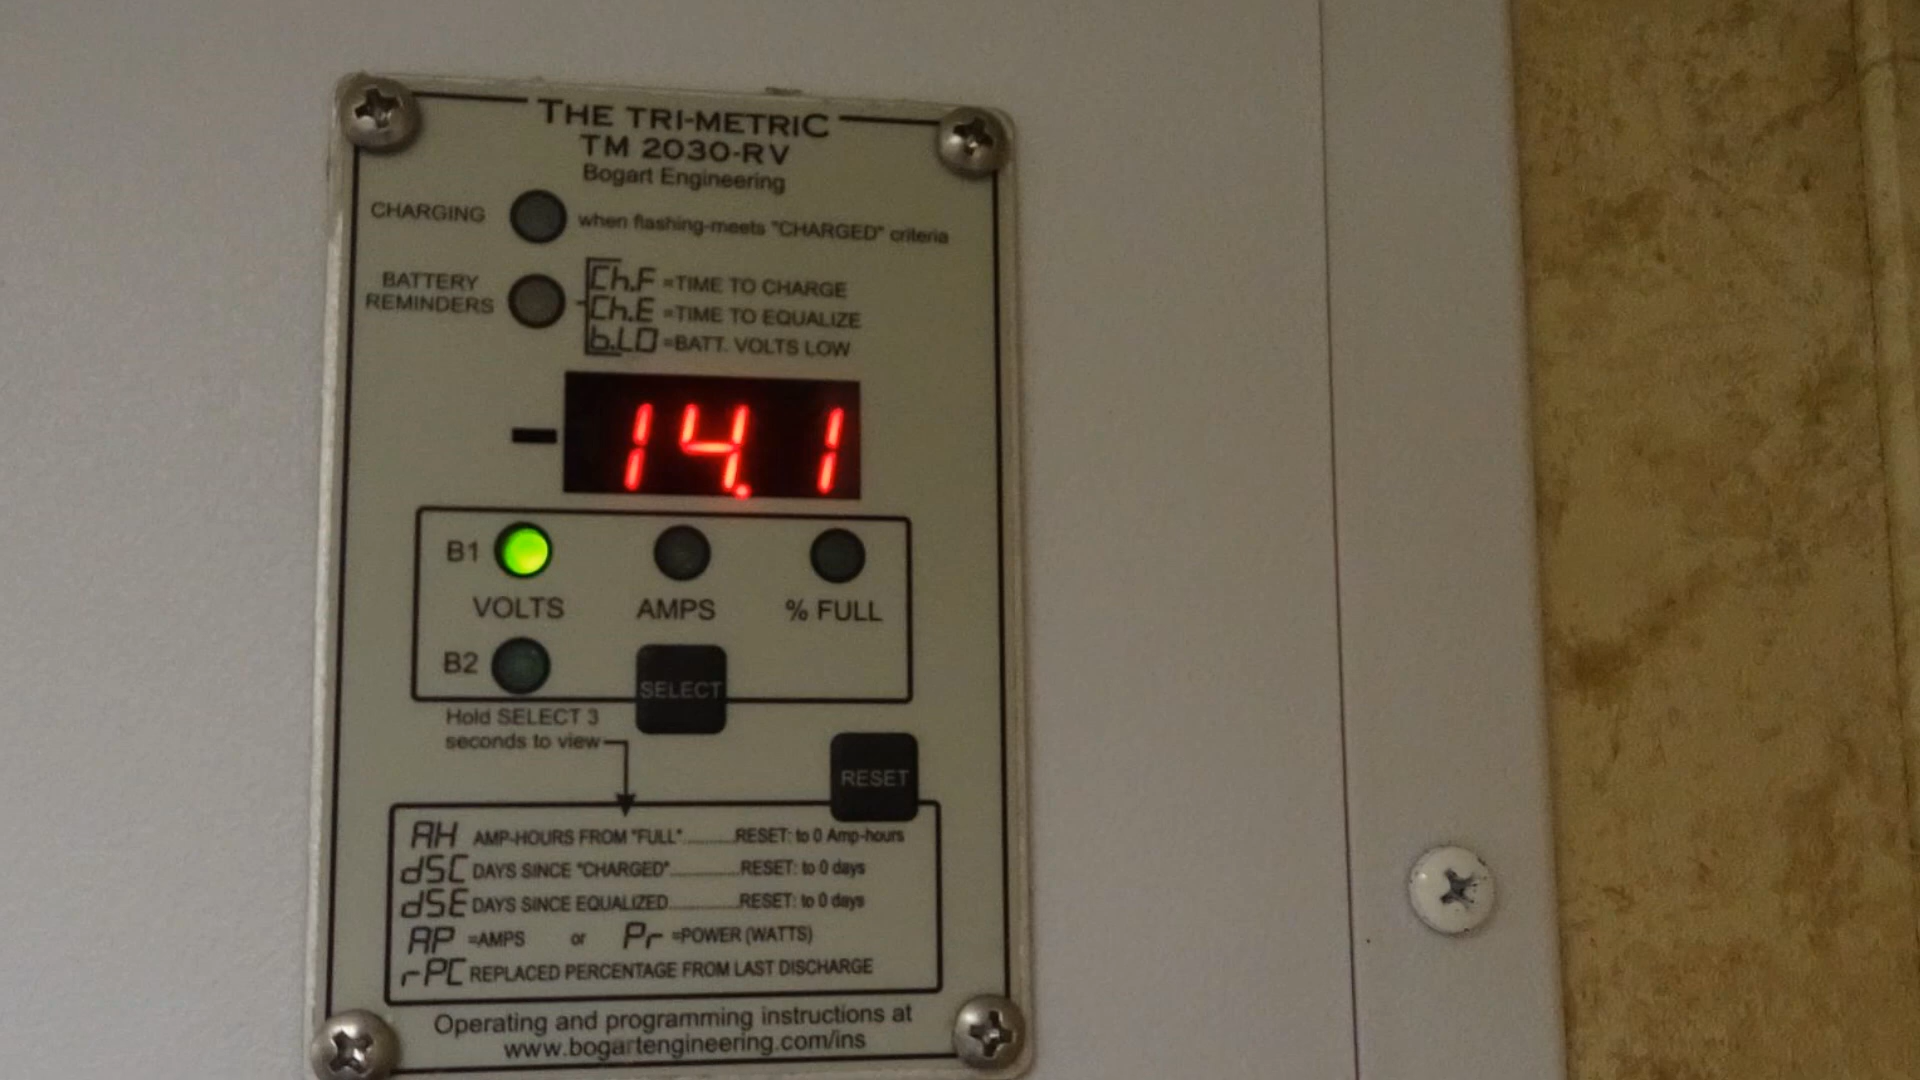 THE TRI-METRIC
TM 2030-RV
Bogart Engineering
CHARGING when flashing-meets "CHARGED" criteria
BATTERY REMINDERS
Ch.F =TIME TO CHARGE
Ch.E =TIME TO EQUALIZE
b.LO =BATT. VOLTS LOW
14.1
B1
VOLTS AMPS % FULL
B2
SELECT
Hold SELECT 3
seconds to view
RESET
AH AMP-HOURS FROM "FULL"..........RESET: to 0 Amp-hours
dSC DAYS SINCE "CHARGED"..............RESET: to 0 days
dSE DAYS SINCE EQUALIZED..............RESET: to 0 days
AP =AMPS or Pr =POWER (WATTS)
rPC REPLACED PERCENTAGE FROM LAST DISCHARGE
Operating and programming instructions at
www.bogartengineering.com/ins